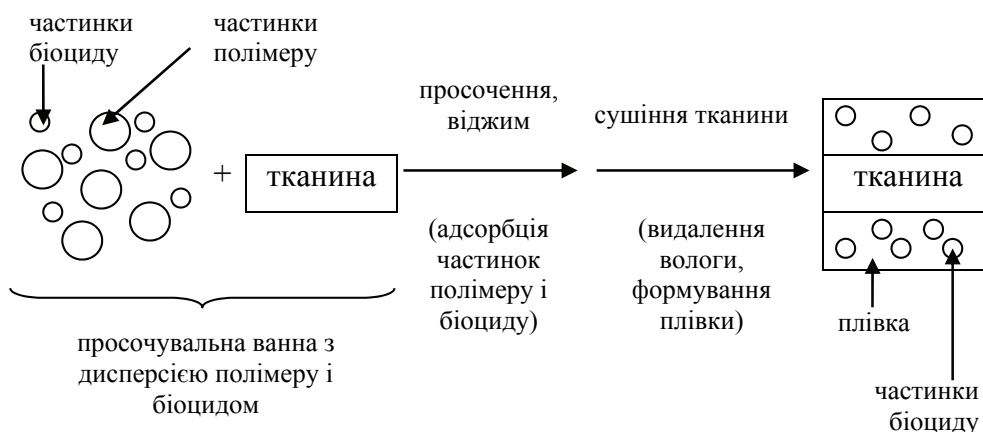 частинки
біоциду
частинки
полімеру
+
тканина
просочувальна ванна з
дисперсією полімеру і
біоцидом
просочення,
віджим
(адсорбція
частинок
полімеру і
біоциду)
сушіння тканини
(видалення
вологи,
формування
плівки)
тканина
плівка
частинки
біоциду